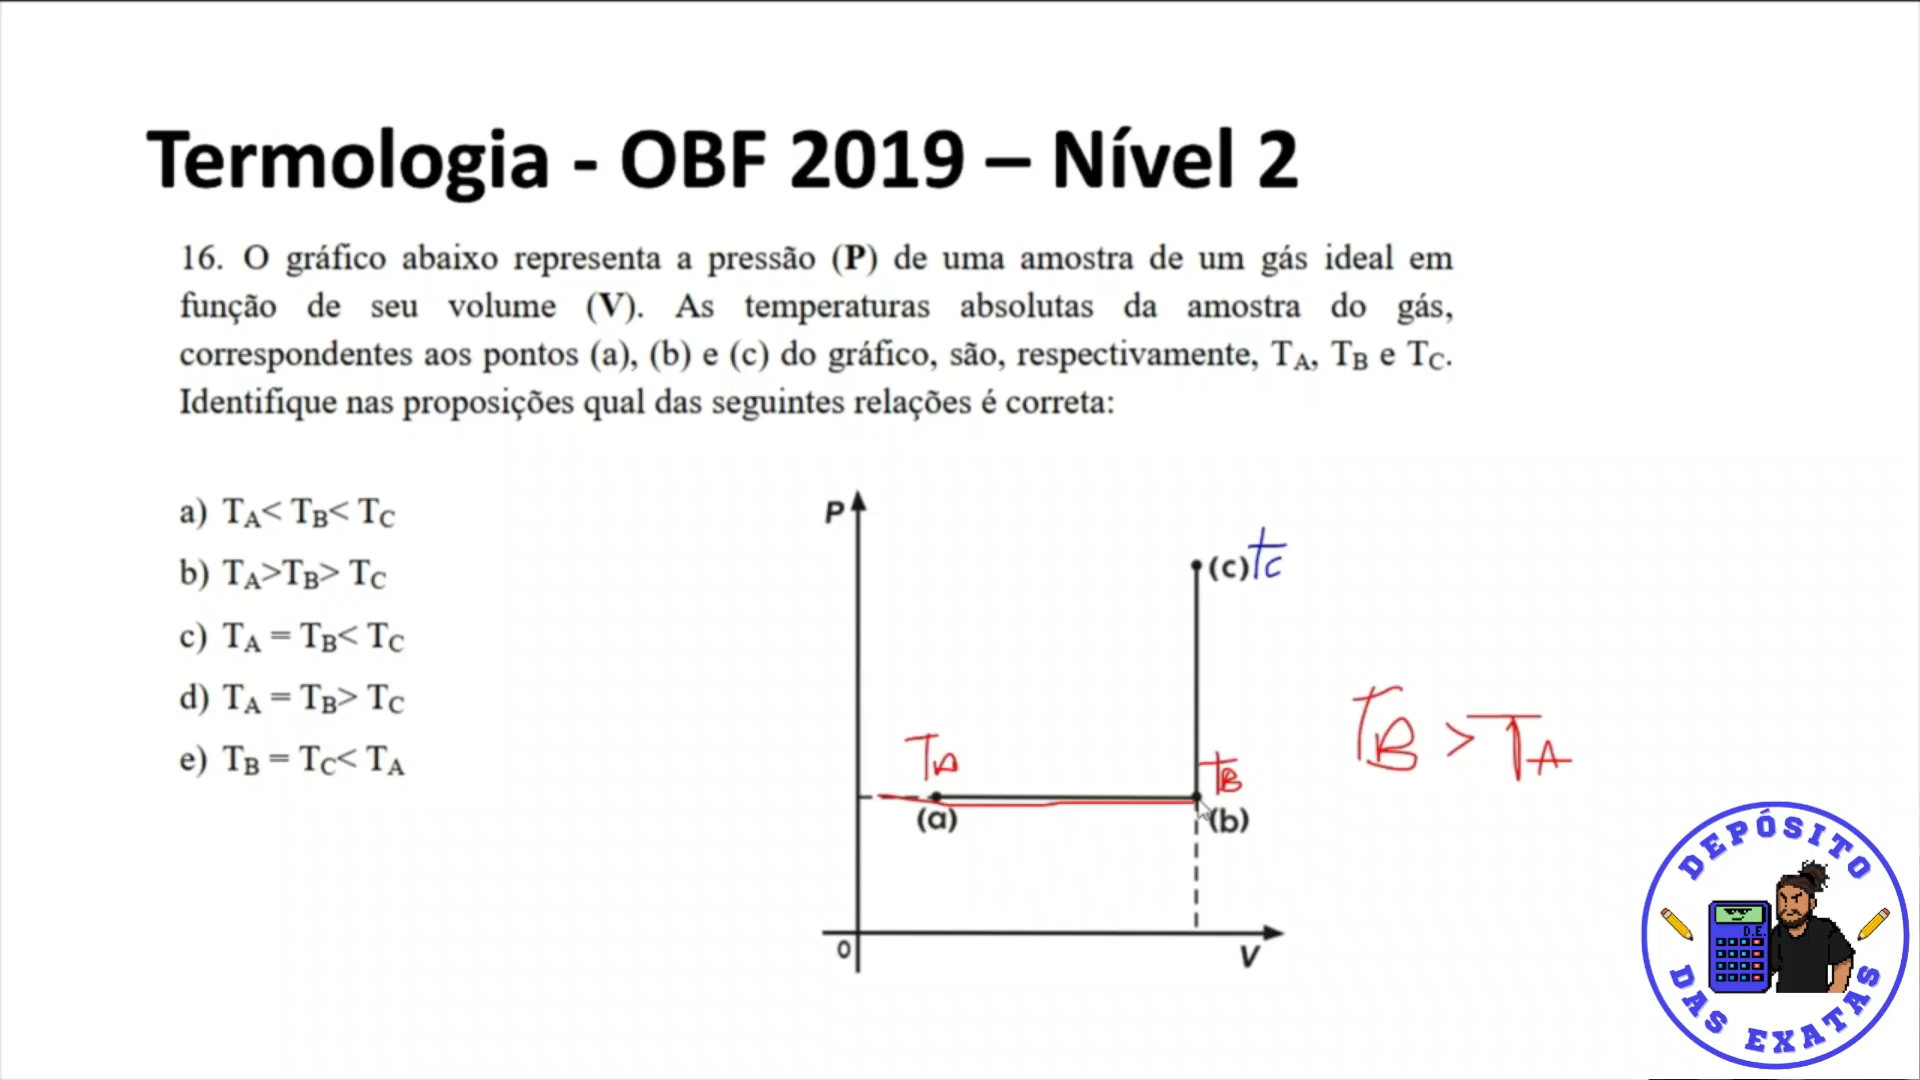 Termologia - OBF 2019 – Nível 2
16. O gráfico abaixo representa a pressão (P) de uma amostra de um gás ideal em
função de seu volume (V). As temperaturas absolutas da amostra do gás,
correspondentes aos pontos (a), (b) e (c) do gráfico, são, respectivamente, TA, TB e TC.
Identifique nas proposições qual das seguintes relações é correta:
a) TA< TB< TC
b) TA>TB> TC
c) TA = TB< TC
d) TA = TB> TC
e) TB = TC< TA
P
(c) tc
TA
tB
(a)
(b)
0
V
TB > TA
DEPÓSITO
D.E.
DAS EXATAS